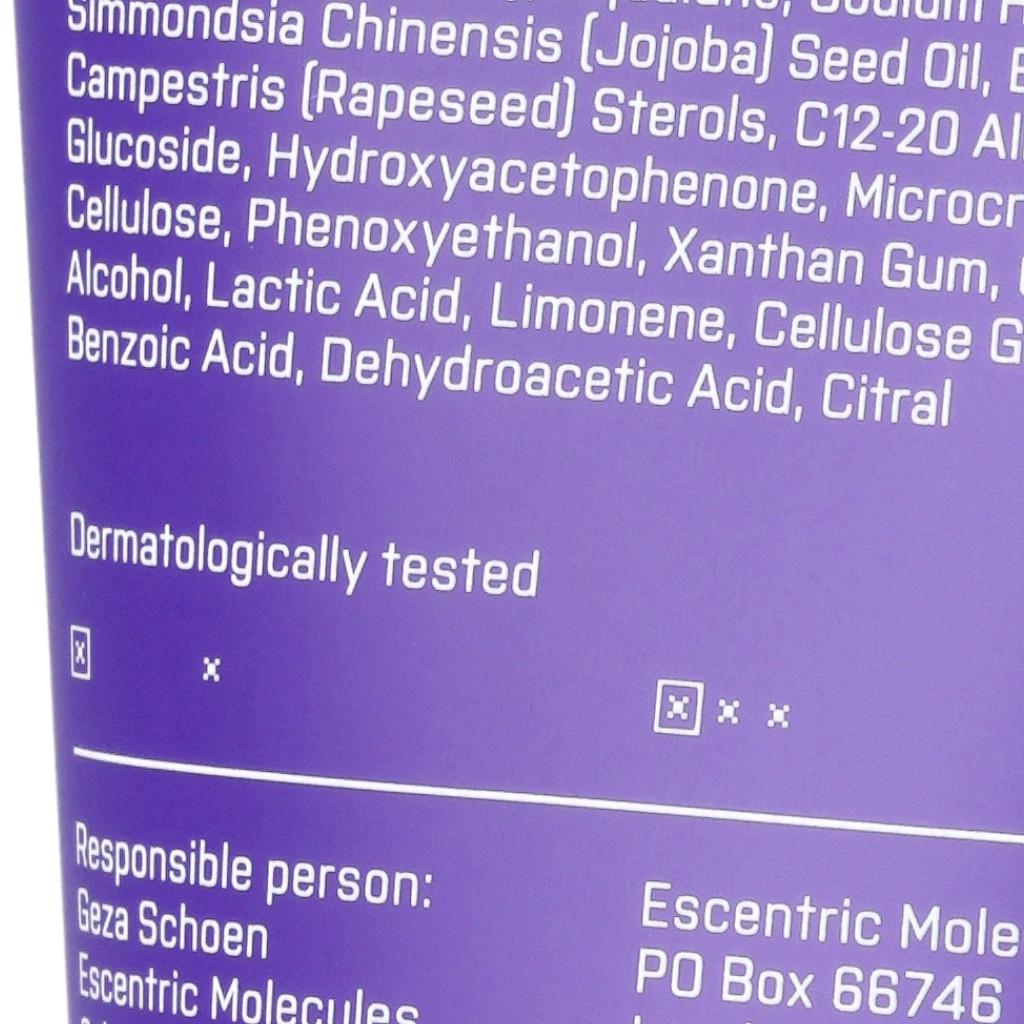 Simmondsia Chinensis (Jojoba) Seed Oil,
Campestris (Rapeseed) Sterols, C12-20
Glucoside, Hydroxyacetophenone,
Cellulose, Phenoxyethanol, Xanthan Gum,
Alcohol, Lactic Acid, Limonene, Cellulose
Benzoic Acid, Dehydroacetic Acid, Citral
Dermatologically tested
Responsible person:
Geza Schoen
Escentric Molecules
Escentric
PO Box 66746